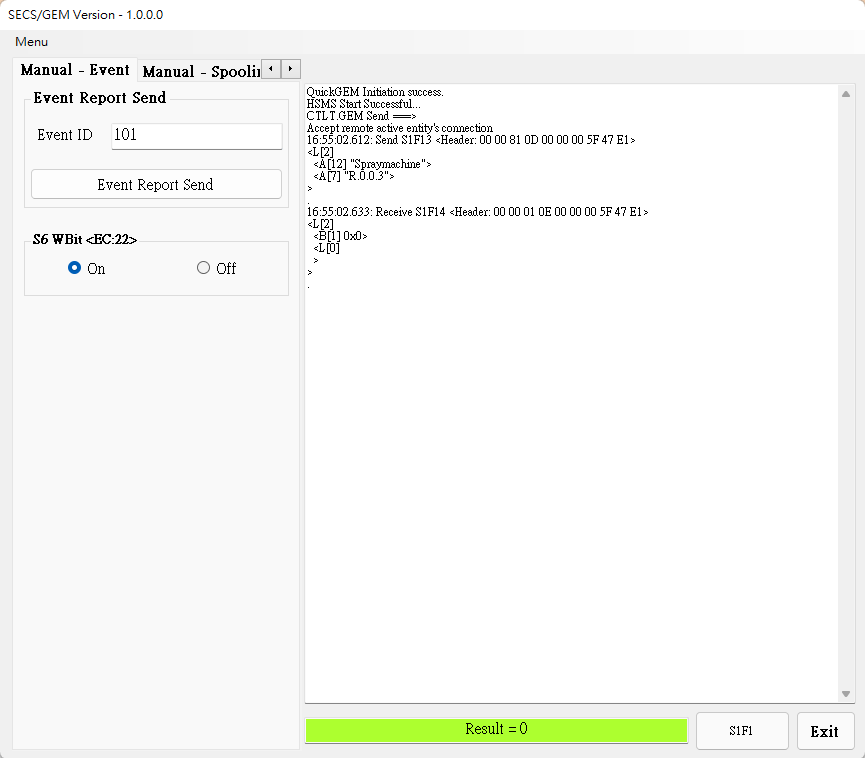 SECS/GEM Version - 1.0.0.0
Menu
Manual - Event
Manual - Spoolin
Event Report Send
Event ID
101
Event Report Send
S6 WBit <EC:22>
On
Off
QuickGEM Initiation success.
HSMS Start Successful...
CTLT.GEM Send ===>
Accept remote active entity's connection
16:55:02.612: Send S1F13 <Header: 00 00 81 0D 00 00 00 5F 47 E1>
<L[2]
<A[12] "Spraymachine">
<A[7] "R.0.0.3">
>
.
16:55:02.633: Receive S1F14 <Header: 00 00 01 0E 00 00 00 5F 47 E1>
<L[2]
<B[1] 0x0>
<L[0]
>
>
.
Result = 0
S1F1
Exit